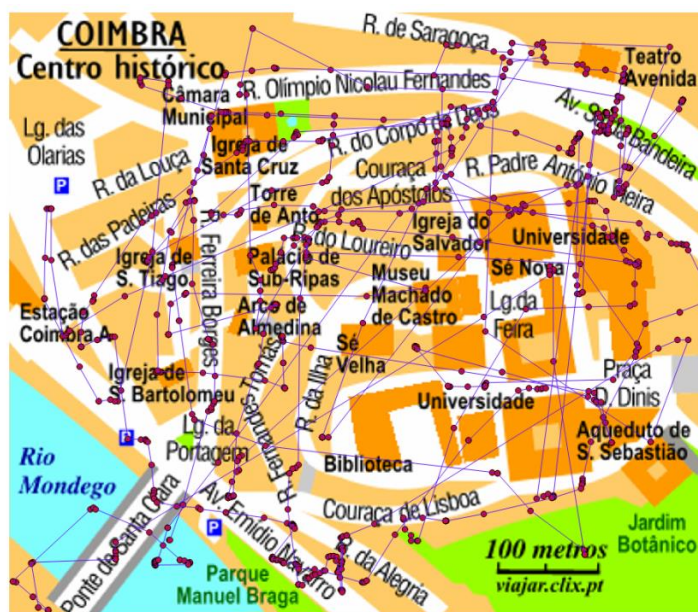 COIMBRA
Centro histórico
R. de Saragoça
Teatro
Avenida
R. Olímpio Nicolau Fernandes
Câmara
Municipal
Av. Sá da Bandeira
Lg. das
Olarias
P
Igreja de
Santa Cruz
R. do Corpo de Deus
R. da Louça
Couraça
dos Apóstolos
R. Padre António Vieira
Torre
de Anto
R. das Padeiras
R. Ferreira Borges
R. do Loureiro
Igreja do
Salvador
Universidade
Igreja de
S. Tiago
Palácio de
Sub-Ripas
Museu
Machado
de Castro
Sé Nova
Estação
Coimbra A
Arco de
Almedina
Lg. da
Feira
Sé
Velha
R. da Ilha
R. Fernandes Tomás
Igreja de
S. Bartolomeu
Praça
D. Dinis
Universidade
Lg. da
Portagem
Aqueduto de
S. Sebastião
P
Rio
Mondego
Biblioteca
Ponte de Santa Clara
Av. Emídio Navarro
Couraça de Lisboa
P
Jardim
Botânico
R. da Alegria
100 metros
viajar.clix.pt
Parque
Manuel Braga